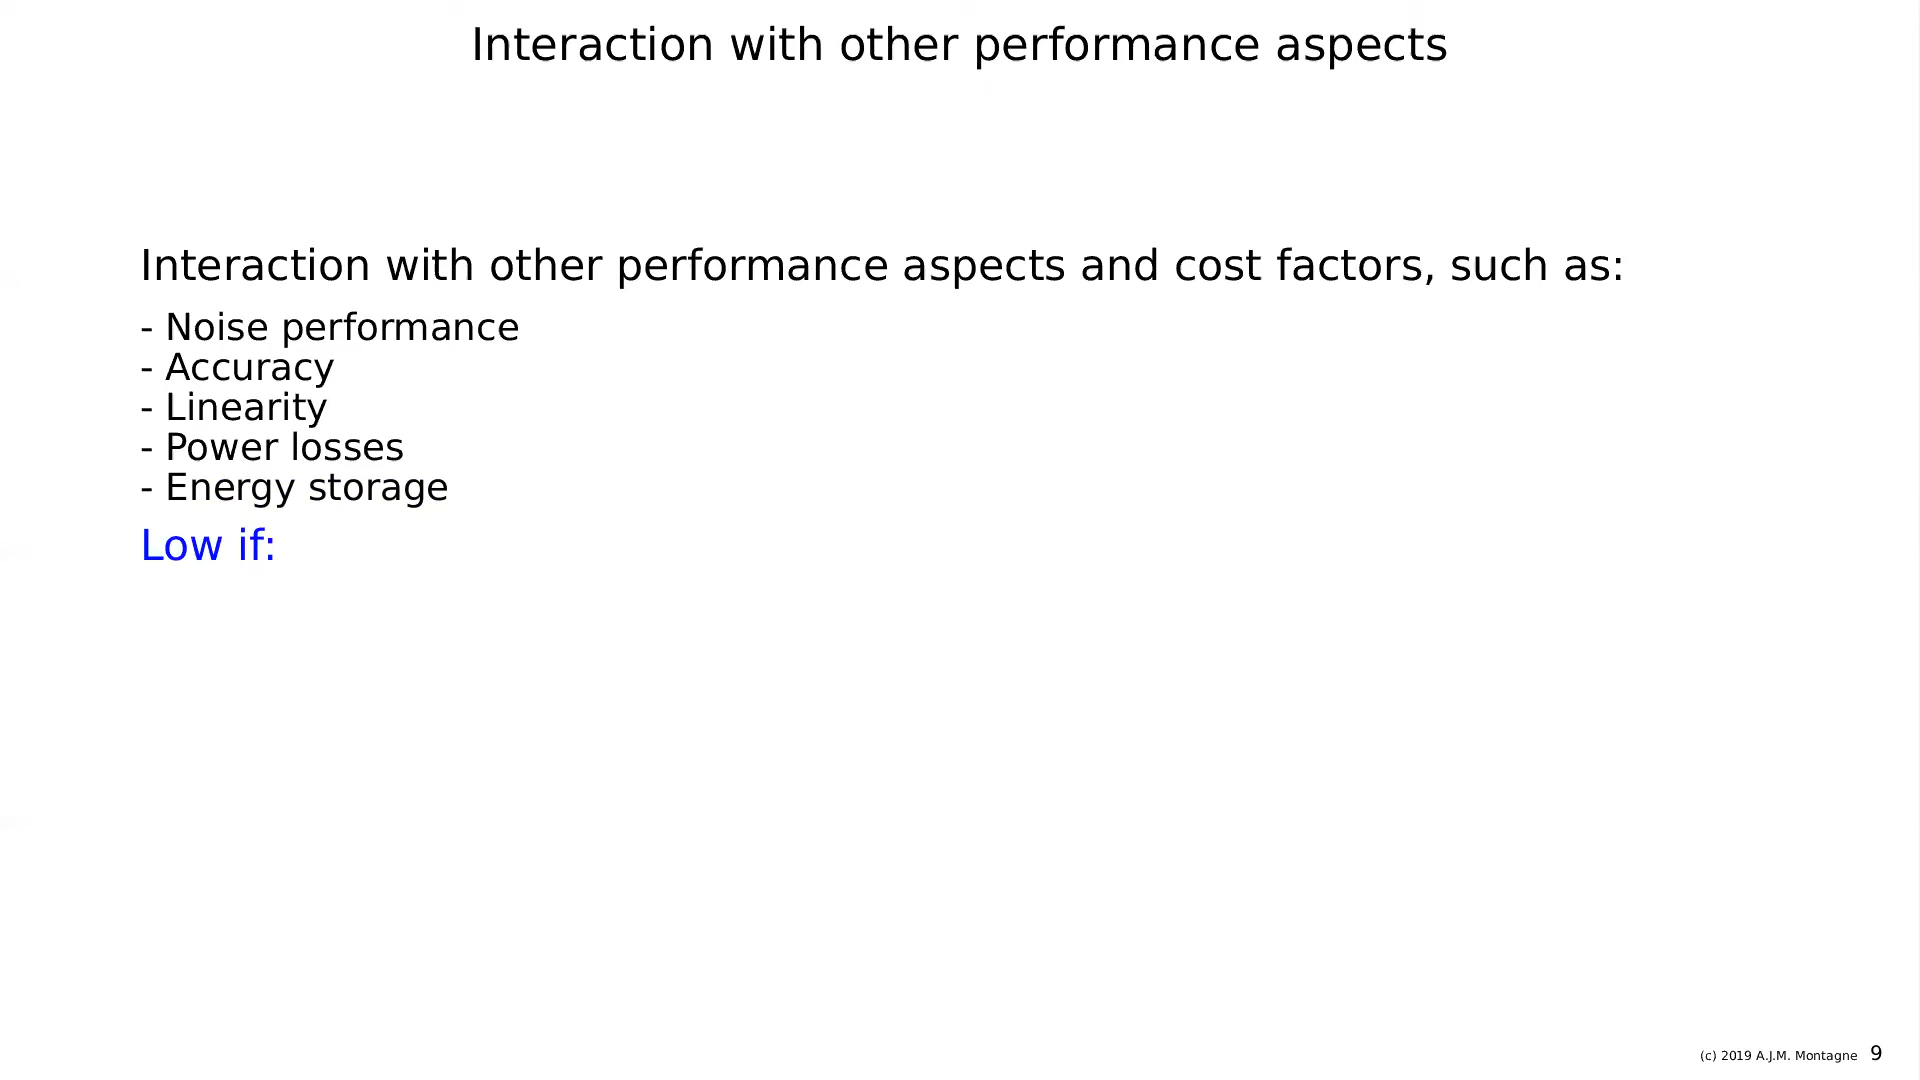 Interaction with other performance aspects
Interaction with other performance aspects and cost factors, such as:
- Noise performance
- Accuracy
- Linearity
- Power losses
- Energy storage
Low if:
(c) 2019 A.J.M. Montagne 9